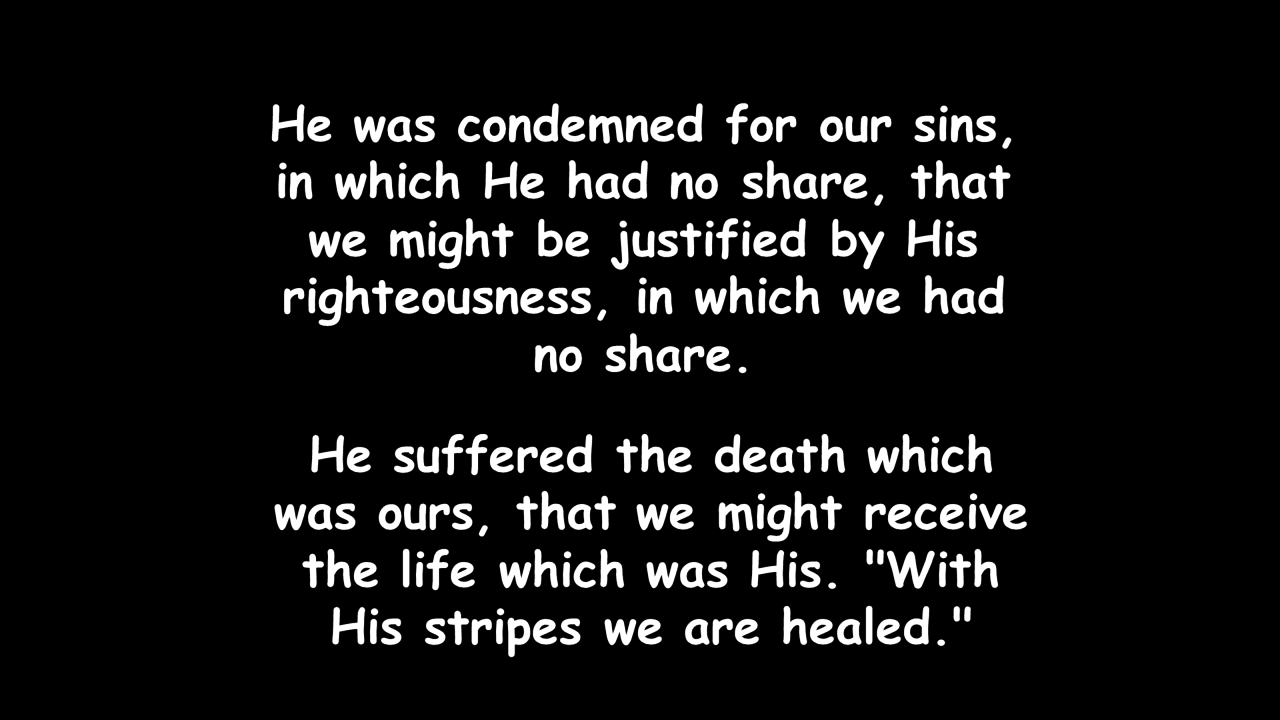 He was condemned for our sins,
in which He had no share, that
we might be justified by His
righteousness, in which we had
no share.
He suffered the death which
was ours, that we might receive
the life which was His. "With
His stripes we are healed."